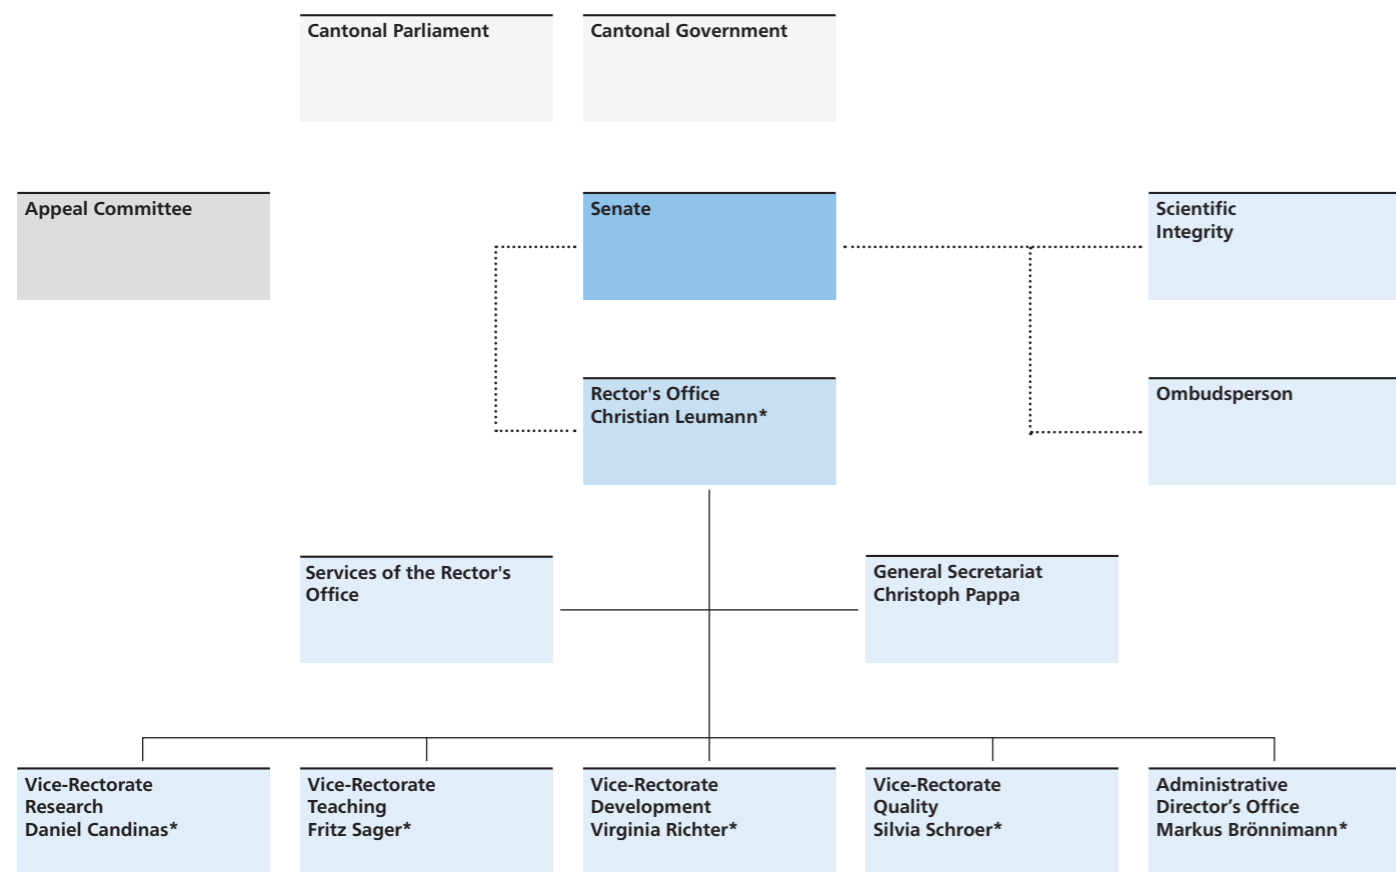 Cantonal Parliament
Cantonal Government
Appeal Committee
Senate
Scientific
Integrity
Rector's Office
Christian Leumann*
Ombudsperson
Services of the Rector's
Office
General Secretariat
Christoph Pappa
Vice-Rectorate
Research
Daniel Candinas*
Vice-Rectorate
Teaching
Fritz Sager*
Vice-Rectorate
Development
Virginia Richter*
Vice-Rectorate
Quality
Silvia Schroer*
Administrative
Director’s Office
Markus Brönnimann*